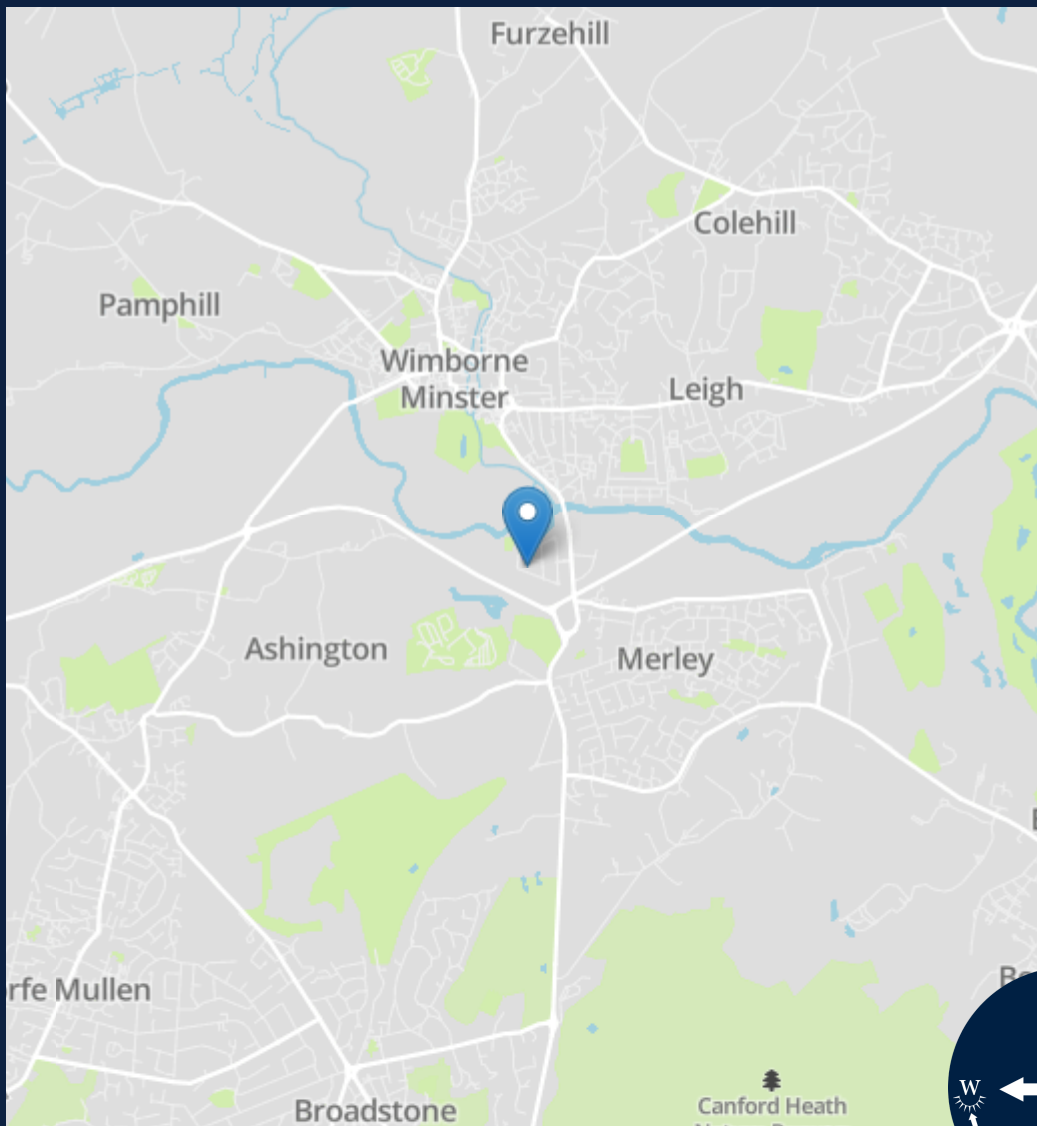 Furzehill
Colehill
Pamphill
Wimborne
Minster
Leigh
Ashington
Merley
rfe Mullen
Broadstone
Canford Heath
W